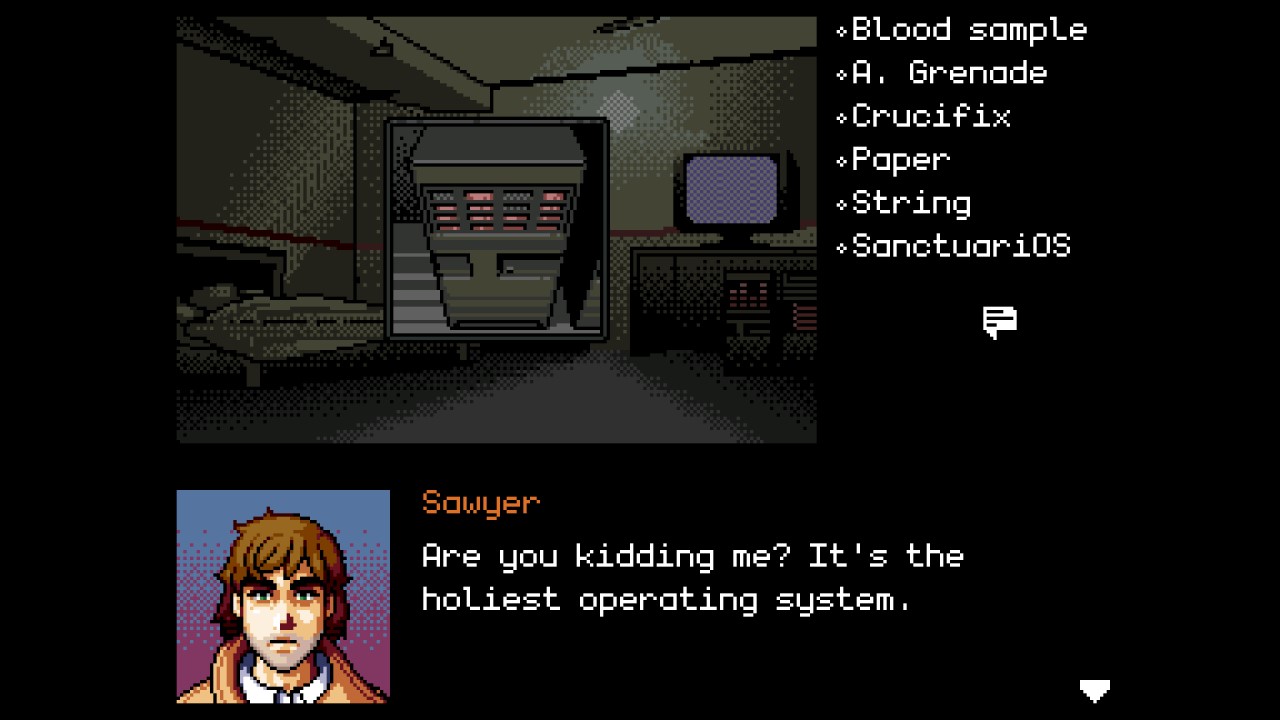 Blood sample
A. Grenade
Crucifix
Paper
String
SanctuariOS
Sawyer
Are you kidding me? It's the
holiest operating system.